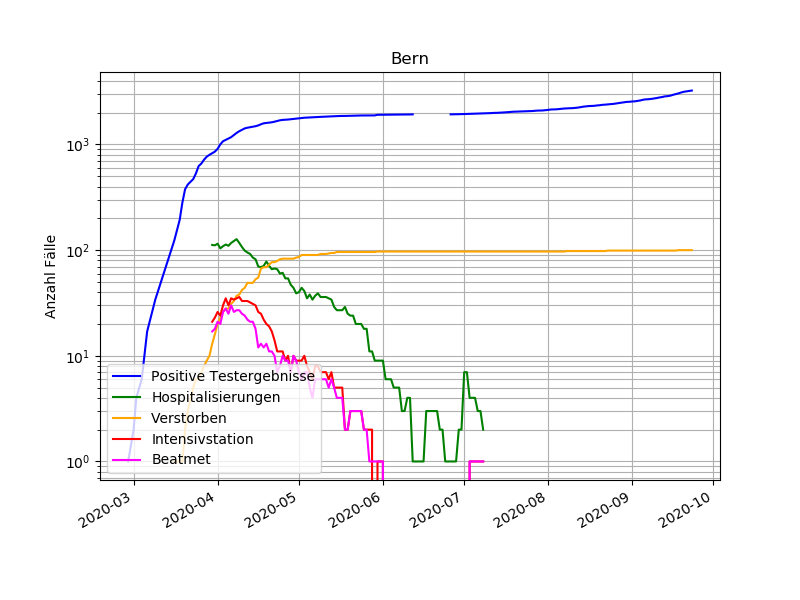 Bern
Anzahl Fälle
10³
10²
10¹
10⁰
Positive Testergebnisse
Hospitalisierungen
Verstorben
Intensivstation
Beatmet
2020-03
2020-04
2020-05
2020-06
2020-07
2020-08
2020-09
2020-10